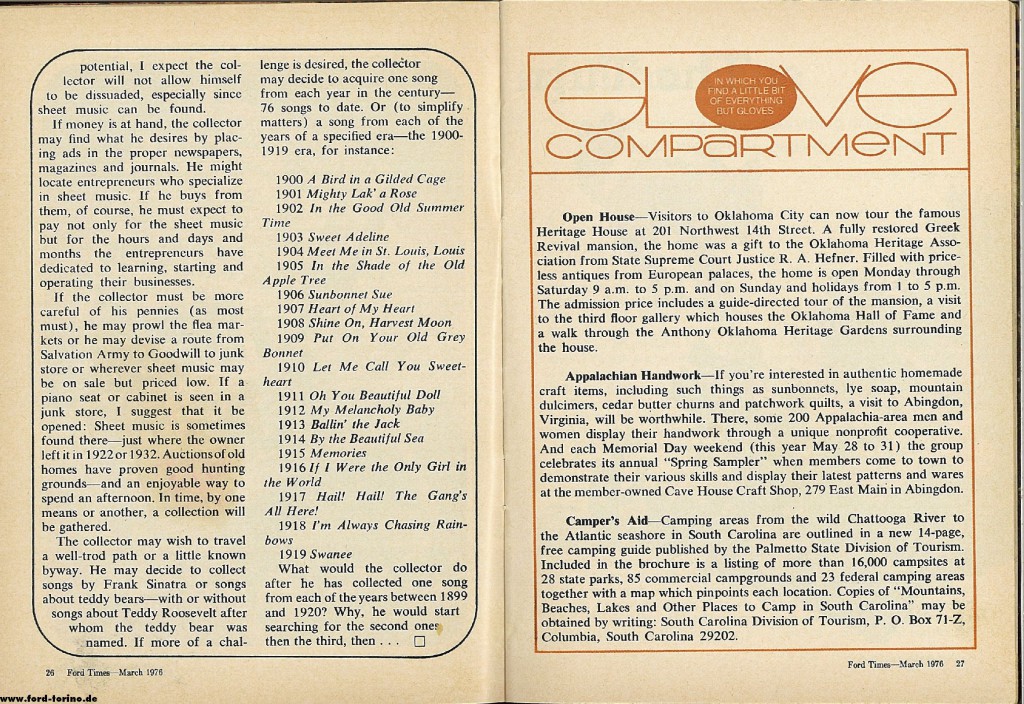 potential, I expect the col-
lector will not allow himself
to be dissuaded, especially since
sheet music can be found.
If money is at hand, the collector
may find what he desires by plac-
ing ads in the proper newspapers,
magazines and journals. He might
locate entrepreneurs who specialize
in sheet music. If he buys from
them, of course, he must expect to
pay not only for the sheet music
but for the hours and days and
months the entrepreneurs have
dedicated to learning, starting and
operating their businesses.
If the collector must be more
careful of his pennies (as most
must), he may prowl the flea mar-
kets or he may devise a route from
Salvation Army to Goodwill to junk
store or wherever sheet music may
be on sale but priced low. If a
piano seat or cabinet is seen in a
junk store, I suggest that it be
opened: Sheet music is sometimes
found there—just where the owner
left it in 1922 or 1932. Auctions of old
homes have proven good hunting
grounds—and an enjoyable way to
spend an afternoon. In time, by one
means or another, a collection will
be gathered.
The collector may wish to travel
a well-trod path or a little known
byway. He may decide to collect
songs by Frank Sinatra or songs
about teddy bears—with or without
songs about Teddy Roosevelt after
whom the teddy bear was
named. If more of a chal-
lenge is desired, the collector
may decide to acquire one song
from each year in the century—
76 songs to date. Or (to simplify
matters) a song from each of the
years of a specified era—the 1900-
1919 era, for instance:
1900 A Bird in a Gilded Cage
1901 Mighty Lak' a Rose
1902 In the Good Old Summer
Time
1903 Sweet Adeline
1904 Meet Me in St. Louis, Louis
1905 In the Shade of the Old
Apple Tree
1906 Sunbonnet Sue
1907 Heart of My Heart
1908 Shine On, Harvest Moon
1909 Put On Your Old Grey
Bonnet
1910 Let Me Call You Sweet-
heart
1911 Oh You Beautiful Doll
1912 My Melancholy Baby
1913 Ballin' the Jack
1914 By the Beautiful Sea
1915 Memories
1916 If I Were the Only Girl in
the World
1917 Hail! Hail! The Gang's
All Here!
1918 I'm Always Chasing Rain-
bows
1919 Swanee
What would the collector do
after he has collected one song
from each of the years between 1899
and 1920? Why, he would start
searching for the second ones
then the third, then . . . □
26 Ford Times—March 1976
GLOVE
IN WHICH YOU
FIND A LITTLE BIT
OF EVERYTHING
BUT GLOVES
COMPARTMENT
Open House—Visitors to Oklahoma City can now tour the famous
Heritage House at 201 Northwest 14th Street. A fully restored Greek
Revival mansion, the home was a gift to the Oklahoma Heritage Asso-
ciation from State Supreme Court Justice R. A. Hefner. Filled with price-
less antiques from European palaces, the home is open Monday through
Saturday 9 a.m. to 5 p.m. and on Sunday and holidays from 1 to 5 p.m.
The admission price includes a guide-directed tour of the mansion, a visit
to the third floor gallery which houses the Oklahoma Hall of Fame and
a walk through the Anthony Oklahoma Heritage Gardens surrounding
the house.
Appalachian Handwork—If you're interested in authentic homemade
craft items, including such things as sunbonnets, lye soap, mountain
dulcimers, cedar butter churns and patchwork quilts, a visit to Abingdon,
Virginia, will be worthwhile. There, some 200 Appalachia-area men and
women display their handwork through a unique nonprofit cooperative.
And each Memorial Day weekend (this year May 28 to 31) the group
celebrates its annual "Spring Sampler" when members come to town to
demonstrate their various skills and display their latest patterns and wares
at the member-owned Cave House Craft Shop, 279 East Main in Abingdon.
Camper's Aid—Camping areas from the wild Chattooga River to
the Atlantic seashore in South Carolina are outlined in a new 14-page,
free camping guide published by the Palmetto State Division of Tourism.
Included in the brochure is a listing of more than 16,000 campsites at
28 state parks, 85 commercial campgrounds and 23 federal camping areas
together with a map which pinpoints each location. Copies of "Mountains,
Beaches, Lakes and Other Places to Camp in South Carolina" may be
obtained by writing: South Carolina Division of Tourism, P. O. Box 71-Z,
Columbia, South Carolina 29202.
Ford Times—March 1976 27
www.ford-torino.de